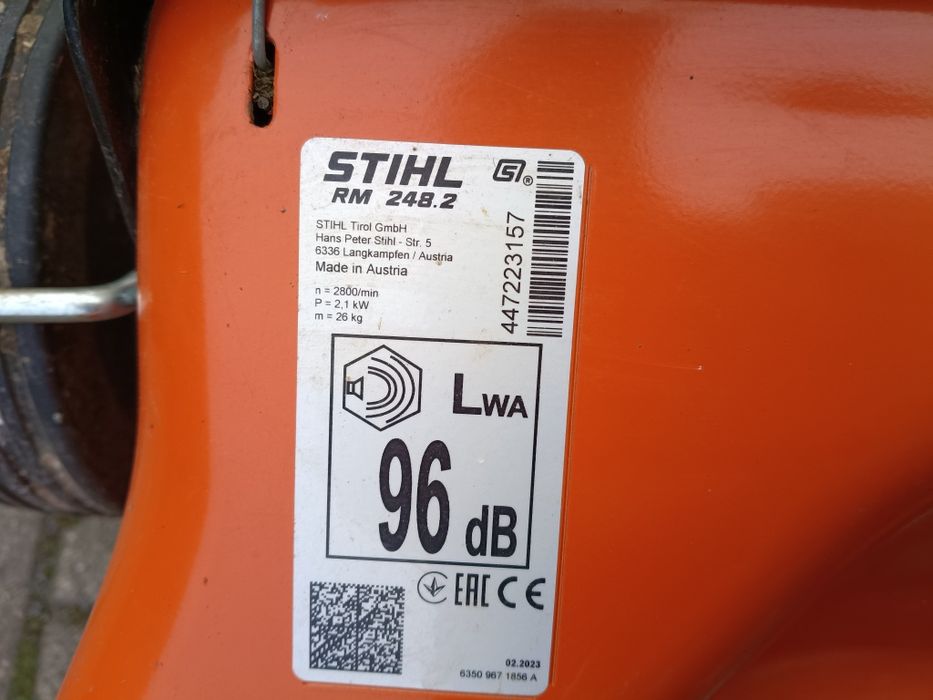 STIHL
RM 248.2
STIHL Tirol GmbH
Hans Peter Stihl - Str. 5
6336 Langkampfen / Austria
Made in Austria
n = 2800/min
P = 2,1 kW
m = 26 kg
447223157
LWA
96 dB
EAC CE
02.2023
6350 967 1856 A